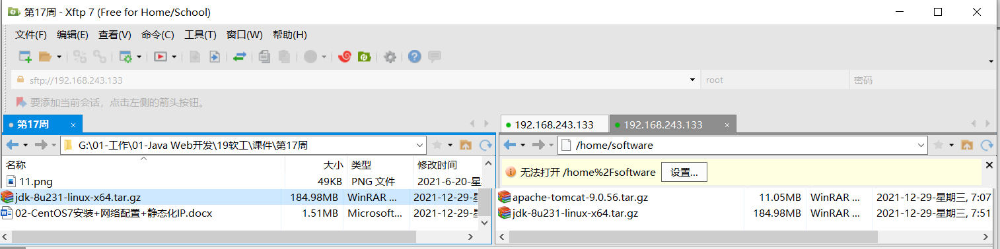 第17周 - Xftp 7 (Free for Home/School)
文件(F) 编辑(E) 查看(V) 命令(C) 工具(T) 窗口(W) 帮助(H)
sftp://192.168.243.133 root 密码
要添加当前会话，点击左侧的箭头按钮。
第17周 × 192.168.243.133 192.168.243.133 ×
G:\01-工作\01-Java Web开发\19软工\课件\第17周 /home/software
名称 大小 类型 修改时间 无法打开 /home%2Fsoftware 设置...
11.png 49KB PNG 文件 2021-6-20-星
jdk-8u231-linux-x64.tar.gz 184.98MB WinRAR ... 2021-12-29-星 apache-tomcat-9.0.56.tar.gz 11.05MB WinRAR ... 2021-12-29-星期三, 7:07
02-CentOS7安装+网络配置+静态化IP.docx 1.51MB Microsoft... 2021-12-29-星 jdk-8u231-linux-x64.tar.gz 184.98MB WinRAR ... 2021-12-29-星期三, 7:51